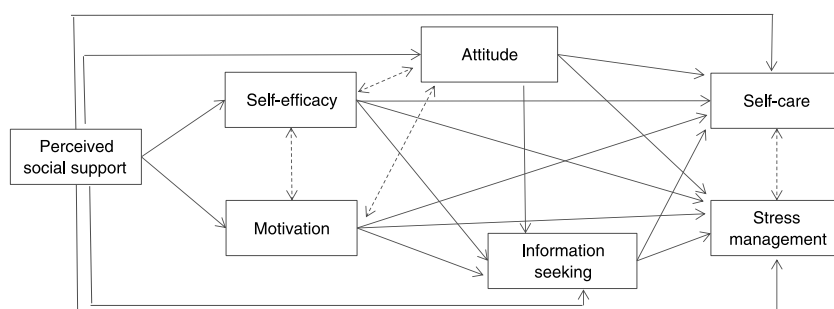 Attitude
Self-efficacy
Self-care
Perceived
social support
Motivation
Stress
management
Information
seeking